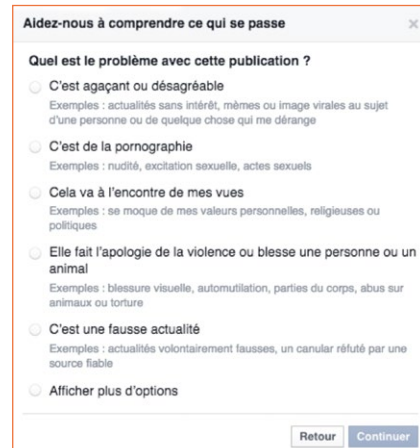 Aidez-nous à comprendre ce qui se passe
Quel est le problème avec cette publication ?
C'est agaçant ou désagréable
Exemples : actualités sans intérêt, mèmes ou image virales au sujet
d'une personne ou de quelque chose qui me dérange
C'est de la pornographie
Exemples : nudité, excitation sexuelle, actes sexuels
Cela va à l'encontre de mes vues
Exemples : se moque de mes valeurs personnelles, religieuses ou
politiques
Elle fait l'apologie de la violence ou blesse une personne ou un
animal
Exemples : blessure visuelle, automutilation, parties du corps, abus sur
animaux ou torture
C'est une fausse actualité
Exemples : actualités volontairement fausses, un canular réfuté par une
source fiable
Afficher plus d'options
Retour Continuer